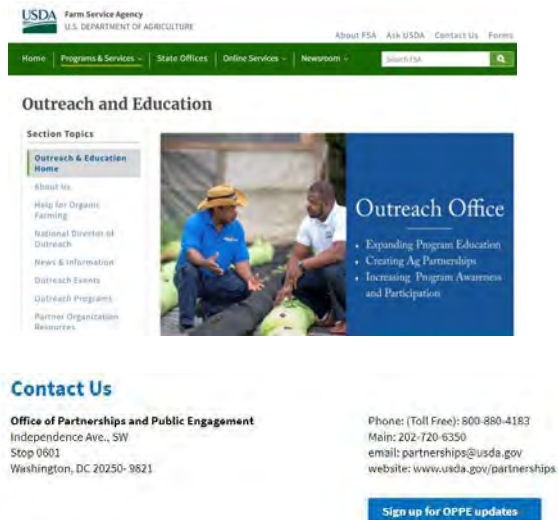 USDA Farm Service Agency
U.S. DEPARTMENT OF AGRICULTURE
About FSA Ask USDA Contact Us Forms
Home Programs & Services State Offices Online Services Newsroom Search FSA
Outreach and Education
Section Topics
Outreach & Education
Home
About Us
Help for Organic
Farming
National Director of
Outreach
News & Information
Outreach Events
Outreach Programs
Partner Organization
Resources
Outreach Office
• Expanding Program Education
• Creating Ag Partnerships
• Increasing Program Awareness
and Participation
Contact Us
Office of Partnerships and Public Engagement
Independence Ave., SW
Stop 0601
Washington, DC 20250- 9821
Phone: (Toll Free): 800-880-4183
Main: 202-720-6350
email: partnerships@usda.gov
website: www.usda.gov/partnerships
Sign up for OPPE updates